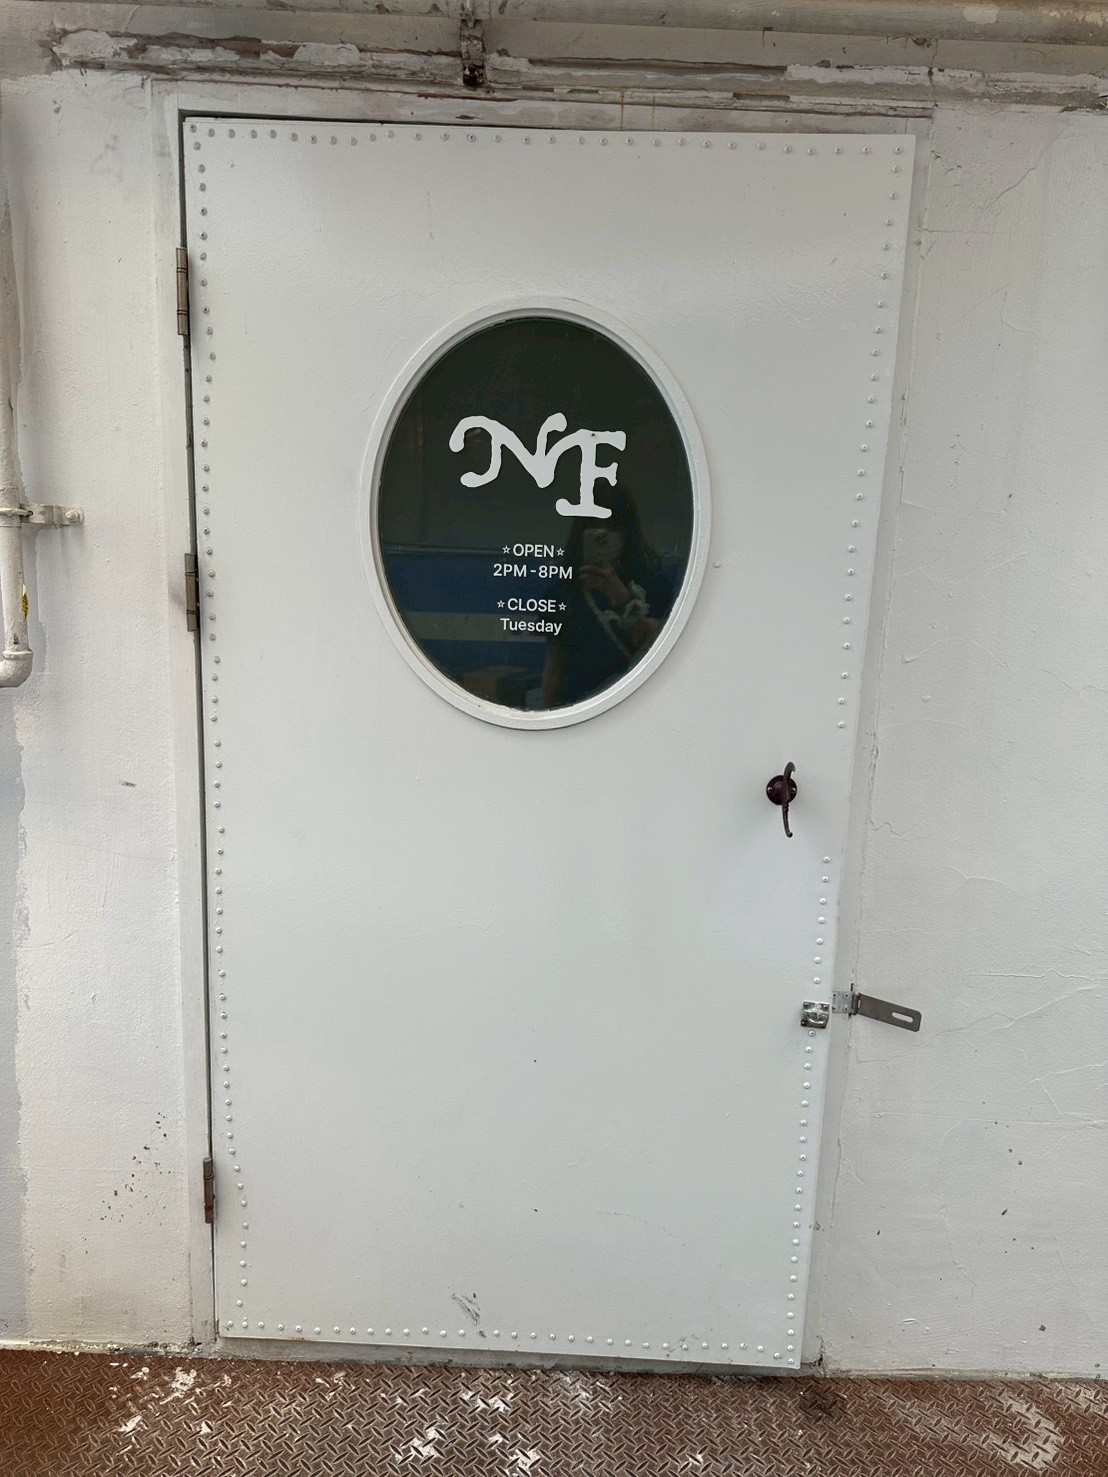 NF
☆OPEN☆
2PM-8PM
☆CLOSE☆
Tuesday